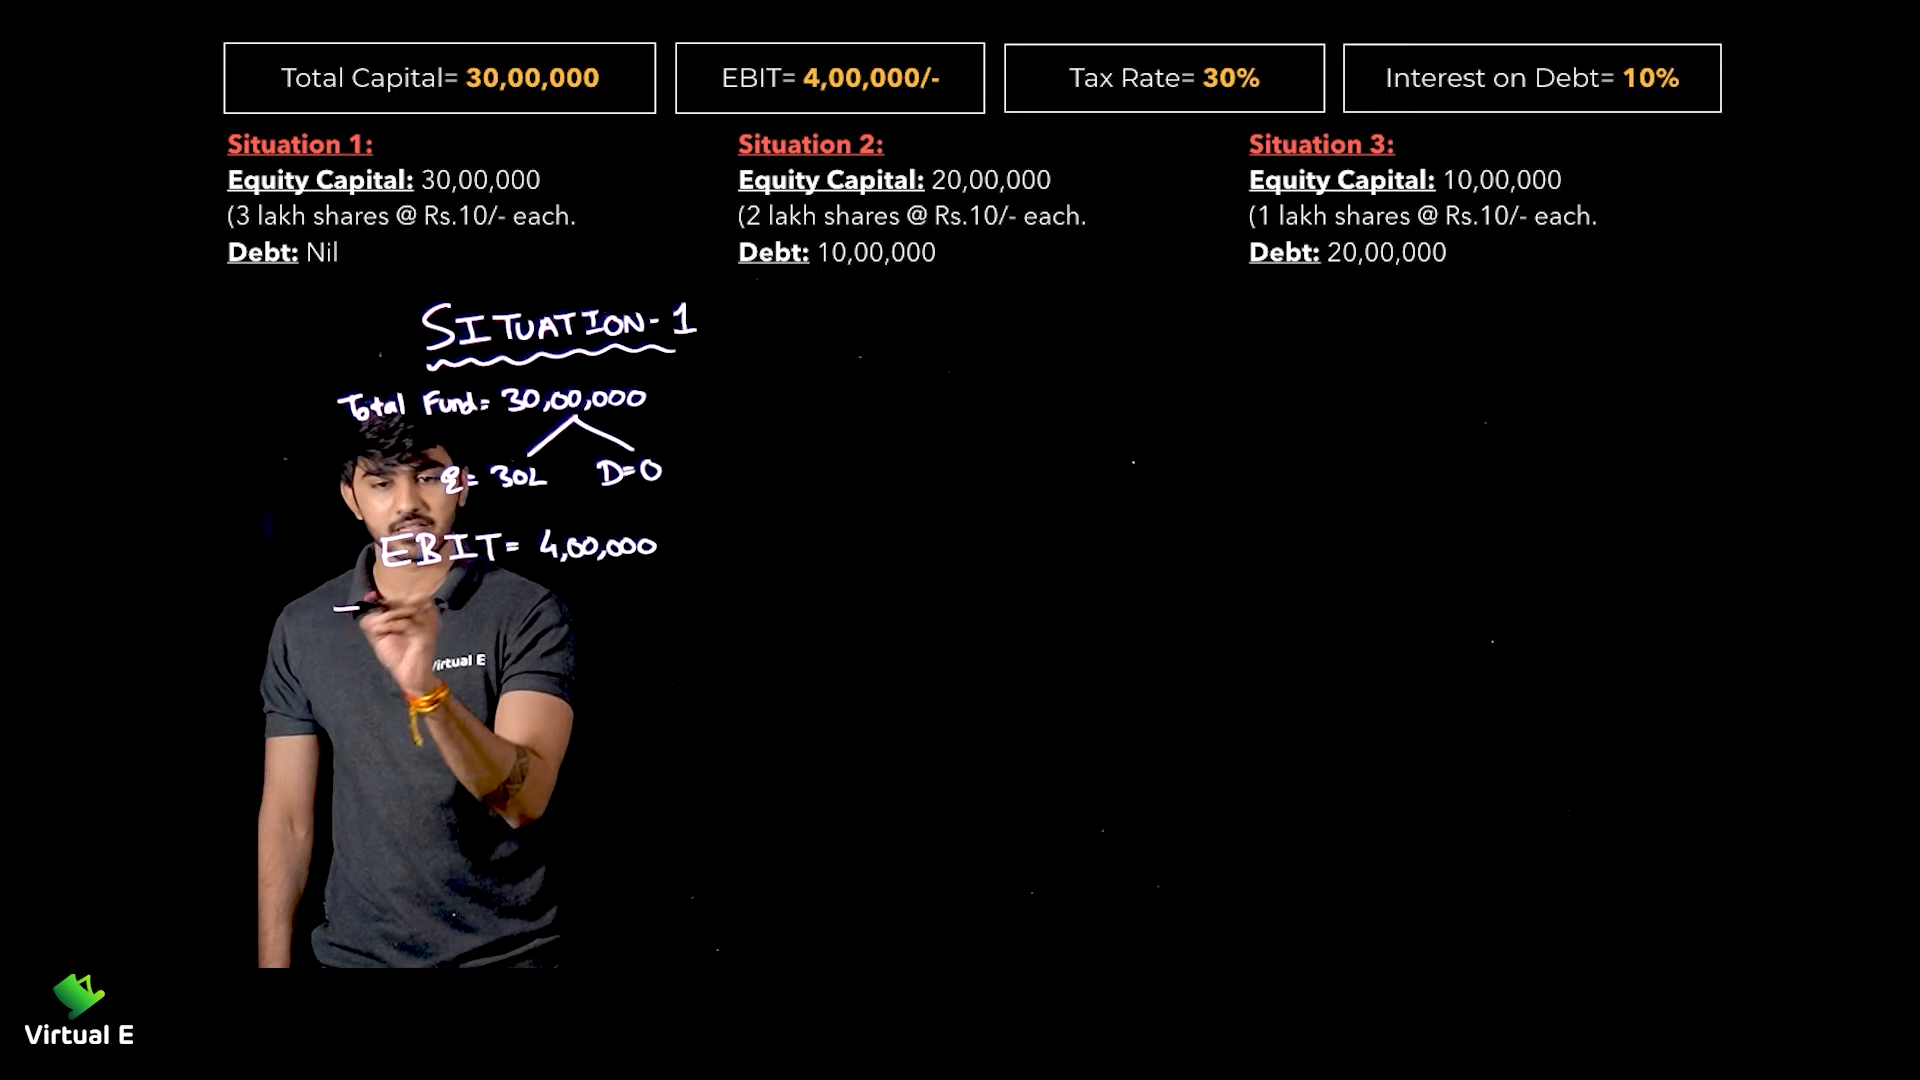 Total Capital= 30,00,000
EBIT= 4,00,000/-
Tax Rate= 30%
Interest on Debt= 10%
Situation 1:
Equity Capital: 30,00,000
(3 lakh shares @ Rs.10/- each.
Debt: Nil
Situation 2:
Equity Capital: 20,00,000
(2 lakh shares @ Rs.10/- each.
Debt: 10,00,000
Situation 3:
Equity Capital: 10,00,000
(1 lakh shares @ Rs.10/- each.
Debt: 20,00,000
SITUATION-1
Total Fund= 30,00,000
E= 30L D=0
EBIT= 4,00,000
Virtual E